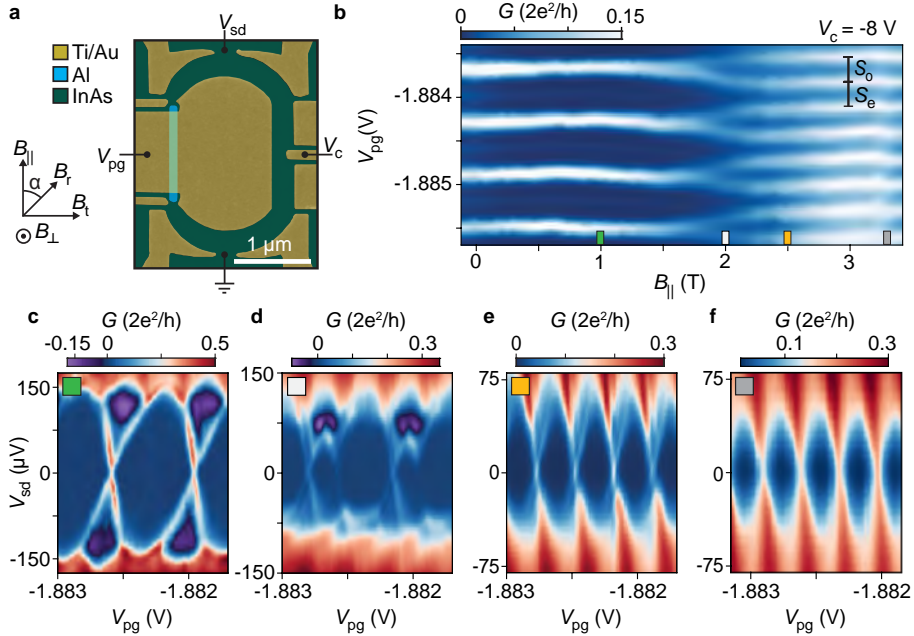 a
Ti/Au
Al
InAs
V_sd
V_pg
V_c
B_||
α
B_r
B_t
B_⊥
1 µm
b
0 G (2e²/h) 0.15
V_c = -8 V
V_pg(V)
-1.884
-1.885
S_o
S_e
0 1 2 3
B_|| (T)
c
G (2e²/h)
-0.15 0 0.5
V_sd (µV)
150
0
-150
-1.883 -1.882
V_pg (V)
d
G (2e²/h)
0 0.3
150
0
-150
-1.883 -1.882
V_pg (V)
e
G (2e²/h)
0 0.3
75
0
-75
-1.883 -1.882
V_pg (V)
f
G (2e²/h)
0.1 0.3
75
0
-75
-1.883 -1.882
V_pg (V)